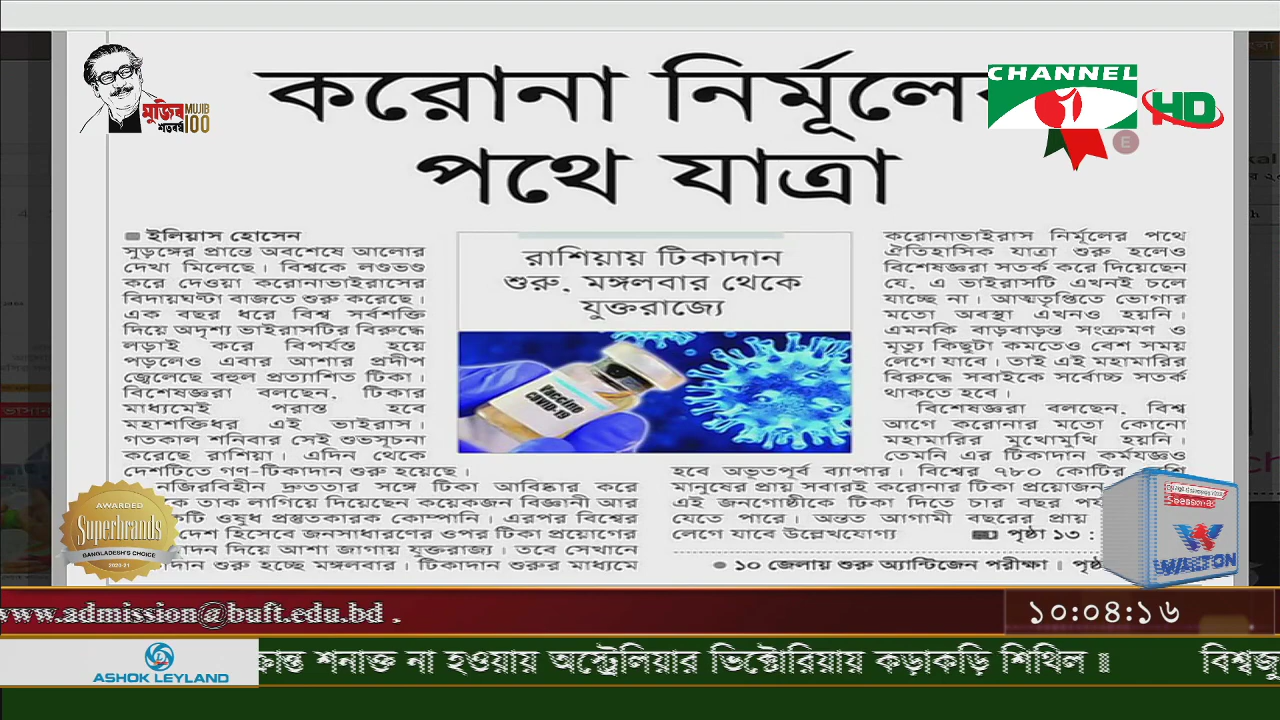 করোনা নির্মূলের
পথে যাত্রা
CHANNEL
HD
E
মুজিব
শতবর্ষ
MUJIB
100
ইলিয়াস হোসেন
সুড়ঙ্গের প্রান্তে অবশেষে আলোর
দেখা মিলেছে। বিশ্বকে লণ্ডভণ্ড
করে দেওয়া করোনাভাইরাসের
বিদায়ঘণ্টা বাজতে শুরু করেছে।
এক বছর ধরে বিশ্ব সর্বশক্তি
দিয়ে অদৃশ্য ভাইরাসটির বিরুদ্ধে
লড়াই করে বিপর্যস্ত হয়ে
পড়লেও এবার আশার প্রদীপ
জ্বেলেছে বহুল প্রত্যাশিত টিকা।
বিশেষজ্ঞরা বলছেন, টিকার
মাধ্যমেই পরাস্ত হবে
মহাশক্তিধর এই ভাইরাস।
গতকাল শনিবার সেই শুভসূচনা
করেছে রাশিয়া। এদিন থেকে
দেশটিতে গণ-টিকাদান শুরু হয়েছে।
নজিরবিহীন দ্রুততার সঙ্গে টিকা আবিষ্কার করে
কে তাক লাগিয়ে দিয়েছেন কয়েকজন বিজ্ঞানী আর
টি ওষুধ প্রস্তুতকারক কোম্পানি। এরপর বিশ্বের
দেশ হিসেবে জনসাধারণের ওপর টিকা প্রয়োগের
দন দিয়ে আশা জাগায় যুক্তরাজ্য। তবে সেখানে
দান শুরু হচ্ছে মঙ্গলবার। টিকাদান শুরুর মাধ্যমে
রাশিয়ায় টিকাদান
শুরু, মঙ্গলবার থেকে
যুক্তরাজ্যে
Vaccine
COVID-19
করোনাভাইরাস নির্মূলের পথে
ঐতিহাসিক যাত্রা শুরু হলেও
বিশেষজ্ঞরা সতর্ক করে দিয়েছেন
যে, এ ভাইরাসটি এখনই চলে
যাচ্ছে না। আত্মতৃপ্তিতে ভোগার
মতো অবস্থা এখনও হয়নি।
এমনকি বাড়বাড়ন্ত সংক্রমণ ও
মৃত্যু কিছুটা কমতেও বেশ সময়
লেগে যাবে। তাই এই মহামারির
বিরুদ্ধে সবাইকে সর্বোচ্চ সতর্ক
থাকতে হবে।
বিশেষজ্ঞরা বলছেন, বিশ্ব
আগে করোনার মতো কোনো
মহামারির মুখোমুখি হয়নি।
তেমনি এর টিকাদান কর্মযজ্ঞও
হবে অভূতপূর্ব ব্যাপার। বিশ্বের ৭৮০ কোটির
মানুষের প্রায় সবারই করোনার টিকা প্রয়োজন
এই জনগোষ্ঠীকে টিকা দিতে চার বছর
যেতে পারে। অন্তত আগামী বছরের প্রায়
লেগে যাবে উল্লেখযোগ্য
পৃষ্ঠা ১৩ :
১০ জেলায় শুরু অ্যান্টিজেন পরীক্ষা।
AWARDED
Superbrands
BANGLADESH'S CHOICE
2020-21
WALTON
www.admission@buft.edu.bd .
১০:০৪:১৬
ASHOK LEYLAND
ক্রান্ত শনাক্ত না হওয়ায় অস্ট্রেলিয়ার ভিক্টোরিয়ায় কড়াকড়ি শিথিল॥ বিশ্বজু